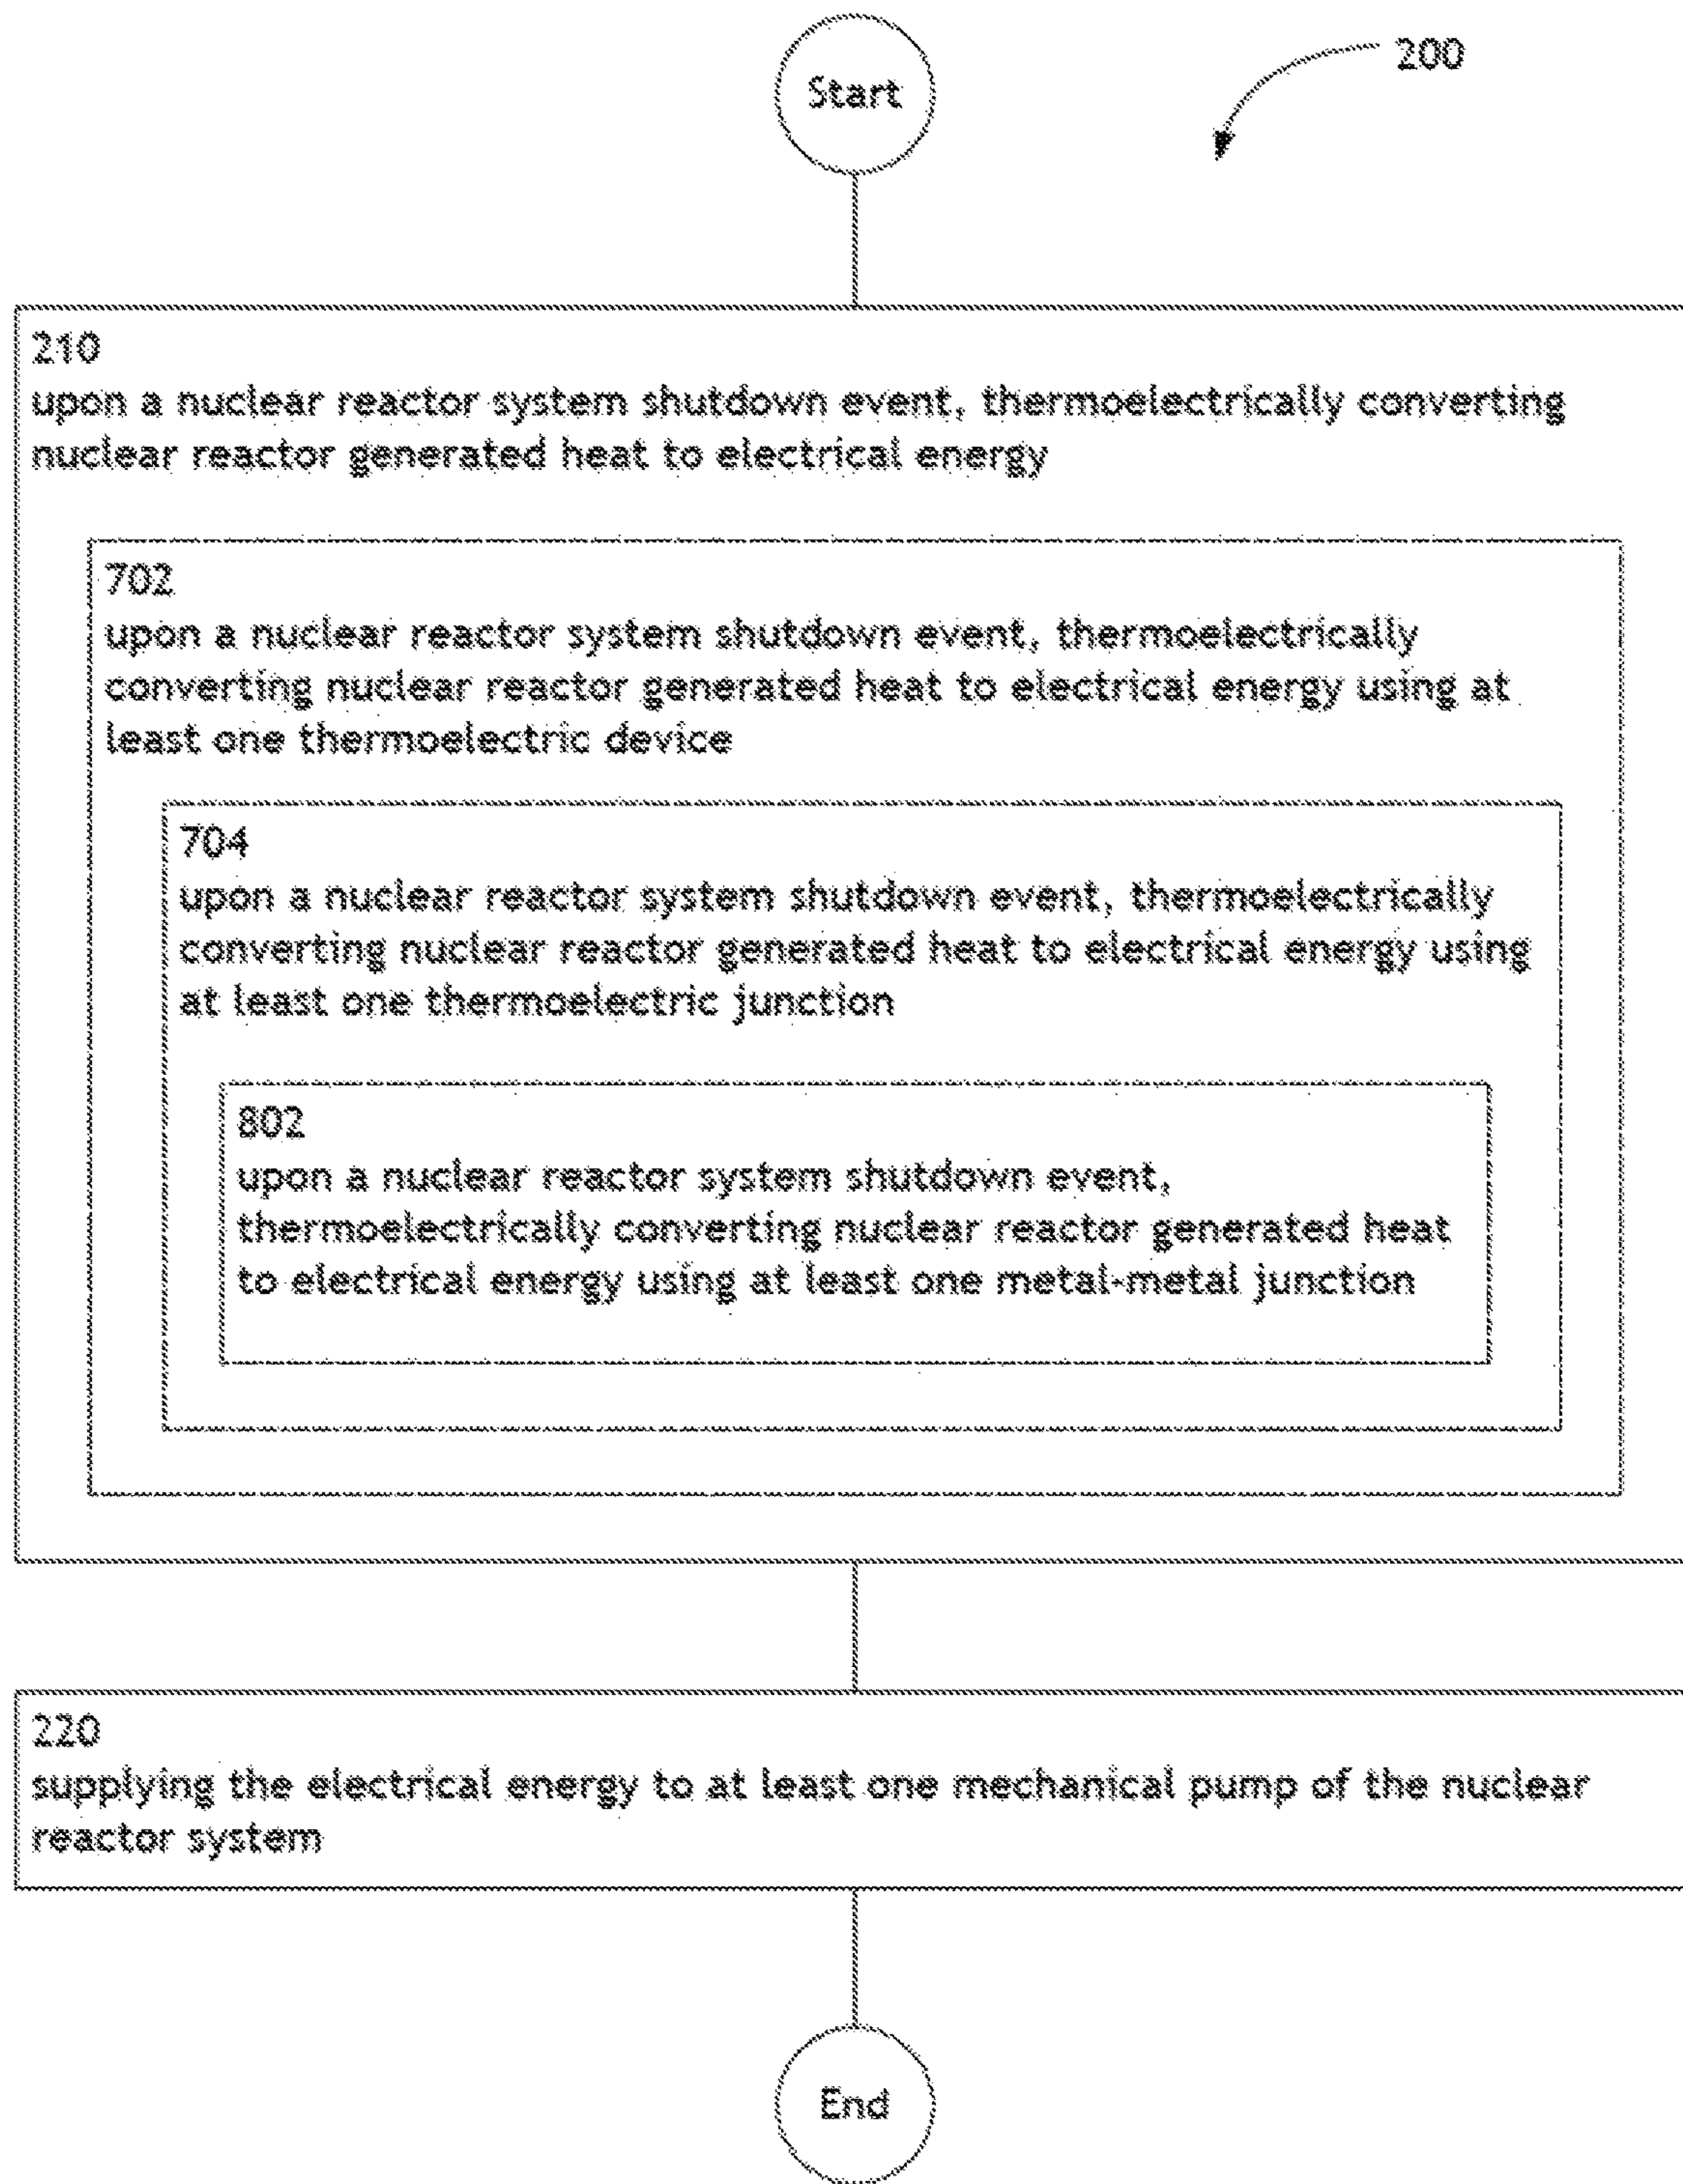 Start
200
210
upon a nuclear reactor system shutdown event, thermoelectrically converting
nuclear reactor generated heat to electrical energy
702
upon a nuclear reactor system shutdown event, thermoelectrically
converting nuclear reactor generated heat to electrical energy using at
least one thermoelectric device
704
upon a nuclear reactor system shutdown event, thermoelectrically
converting nuclear reactor generated heat to electrical energy using
at least one thermoelectric junction
802
upon a nuclear reactor system shutdown event,
thermoelectrically converting nuclear reactor generated heat
to electrical energy using at least one metal-metal junction
220
supplying the electrical energy to at least one mechanical pump of the nuclear
reactor system
End